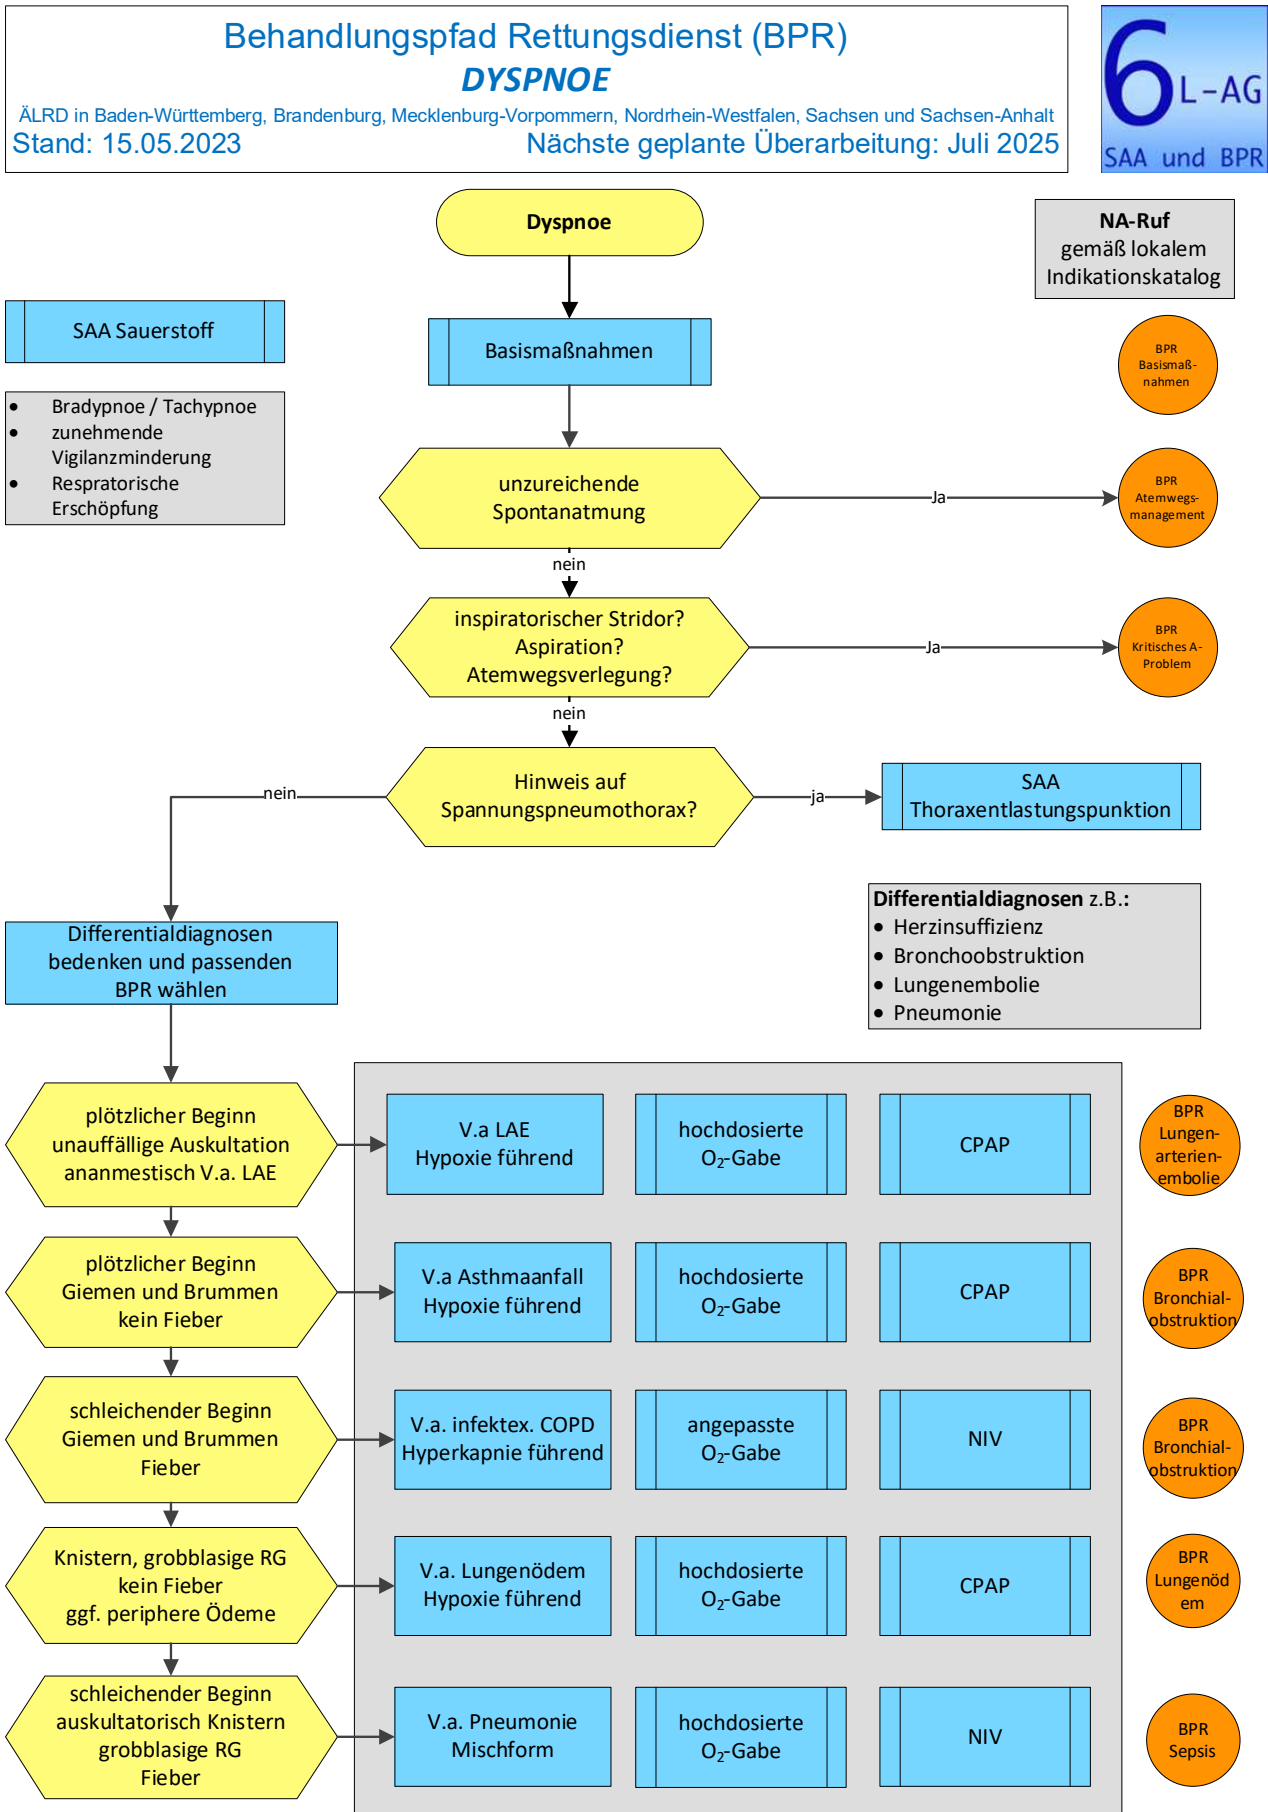 Behandlungspfad Rettungsdienst (BPR)
DYSPNOE
ÄLRD in Baden-Württemberg, Brandenburg, Mecklenburg-Vorpommern, Nordrhein-Westfalen, Sachsen und Sachsen-Anhalt
Stand: 15.05.2023
Nächste geplante Überarbeitung: Juli 2025
6
L-AG
SAA und BPR
Dyspnoe
NA-Ruf
gemäß lokalem
Indikationskatalog
SAA Sauerstoff
Basismaßnahmen
BPR
Basismaß-
nahmen
• Bradypnoe / Tachypnoe
• zunehmende
Vigilanzminderung
• Respratorische
Erschöpfung
unzureichende
Spontanatmung
Ja
BPR
Atemwegs-
management
nein
inspiratorischer Stridor?
Aspiration?
Atemwegsverlegung?
Ja
BPR
Kritisches A-
Problem
nein
Hinweis auf
Spannungspneumothorax?
nein
ja
SAA
Thoraxentlastungspunktion
Differentialdiagnosen z.B.:
• Herzinsuffizienz
• Bronchoobstruktion
• Lungenembolie
• Pneumonie
Differentialdiagnosen
bedenken und passenden
BPR wählen
plötzlicher Beginn
unauffällige Auskultation
ananmestisch V.a. LAE
V.a LAE
Hypoxie führend
hochdosierte
O₂-Gabe
CPAP
BPR
Lungen-
arterien-
embolie
plötzlicher Beginn
Giemen und Brummen
kein Fieber
V.a Asthmaanfall
Hypoxie führend
hochdosierte
O₂-Gabe
CPAP
BPR
Bronchial-
obstruktion
schleichender Beginn
Giemen und Brummen
Fieber
V.a. infektex. COPD
Hyperkapnie führend
angepasste
O₂-Gabe
NIV
BPR
Bronchial-
obstruktion
Knistern, grobblasige RG
kein Fieber
ggf. periphere Ödeme
V.a. Lungenödem
Hypoxie führend
hochdosierte
O₂-Gabe
CPAP
BPR
Lungenöd
em
schleichender Beginn
auskultatorisch Knistern
grobblasige RG
Fieber
V.a. Pneumonie
Mischform
hochdosierte
O₂-Gabe
NIV
BPR
Sepsis